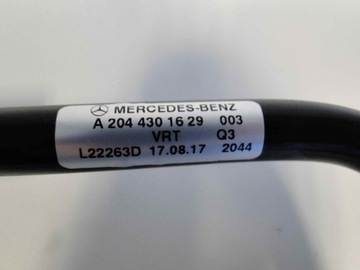 MERCEDES-BENZ
A 204 430 16 29 003
VRT Q3
L22263D 17.08.17 2044